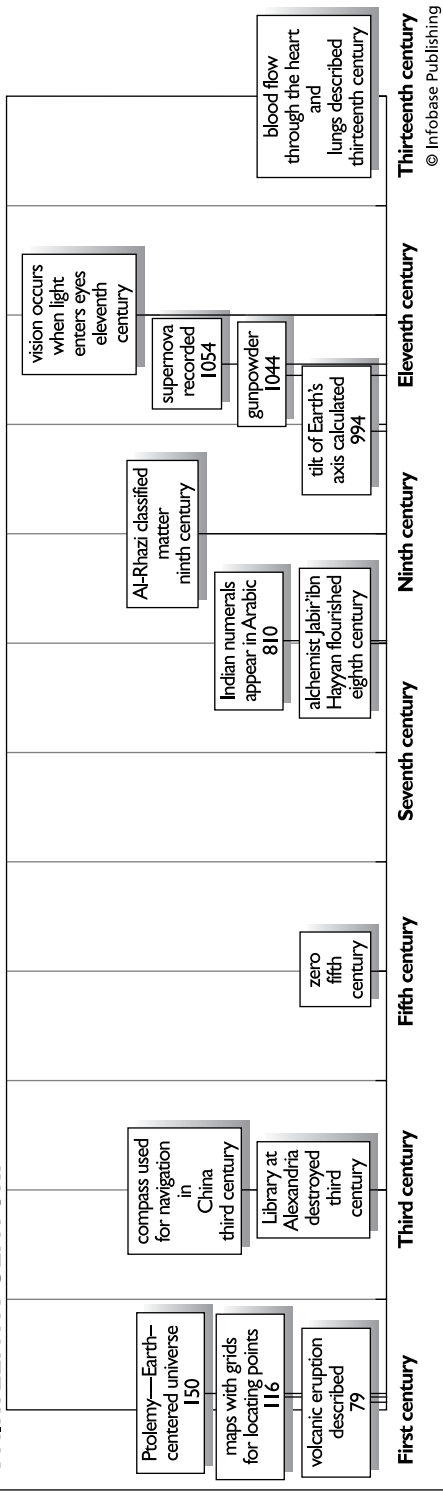 Ptolemy—Earth–
centered universe
150
maps with grids
for locating points
116
volcanic eruption
described
79
compass used
for navigation
in
China
third century
Library at
Alexandria
destroyed
third
century
zero
fifth
century
Al-Rhazi classified
matter
ninth century
Indian numerals
appear in Arabic
810
alchemist Jabir'ibn
Hayyan flourished
eighth century
vision occurs
when light
enters eyes
eleventh
century
supernova
recorded
1054
gunpowder
1044
tilt of Earth's
axis calculated
994
blood flow
through the heart
and
lungs described
thirteenth century
First century
Third century
Fifth century
Seventh century
Ninth century
Eleventh century
Thirteenth century
© Infobase Publishing